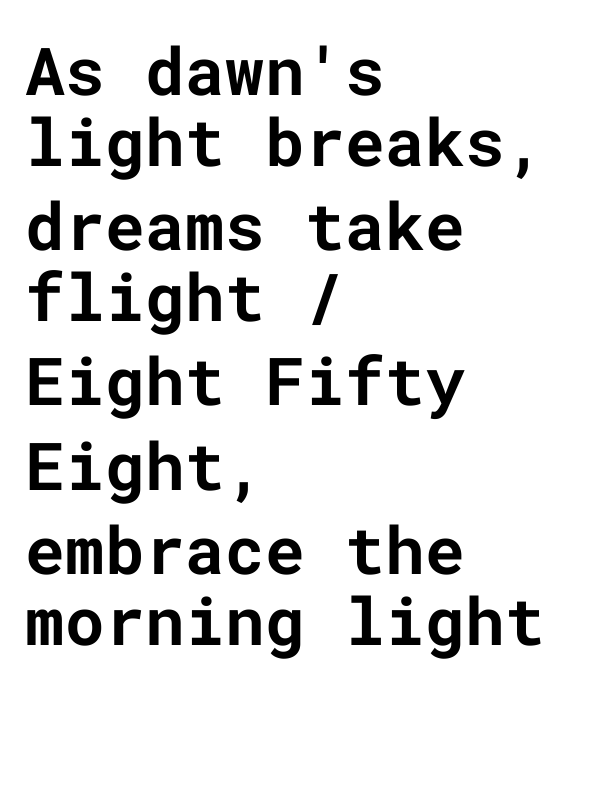 As dawn's
light breaks,
dreams take
flight /
Eight Fifty
Eight,
embrace the
morning light